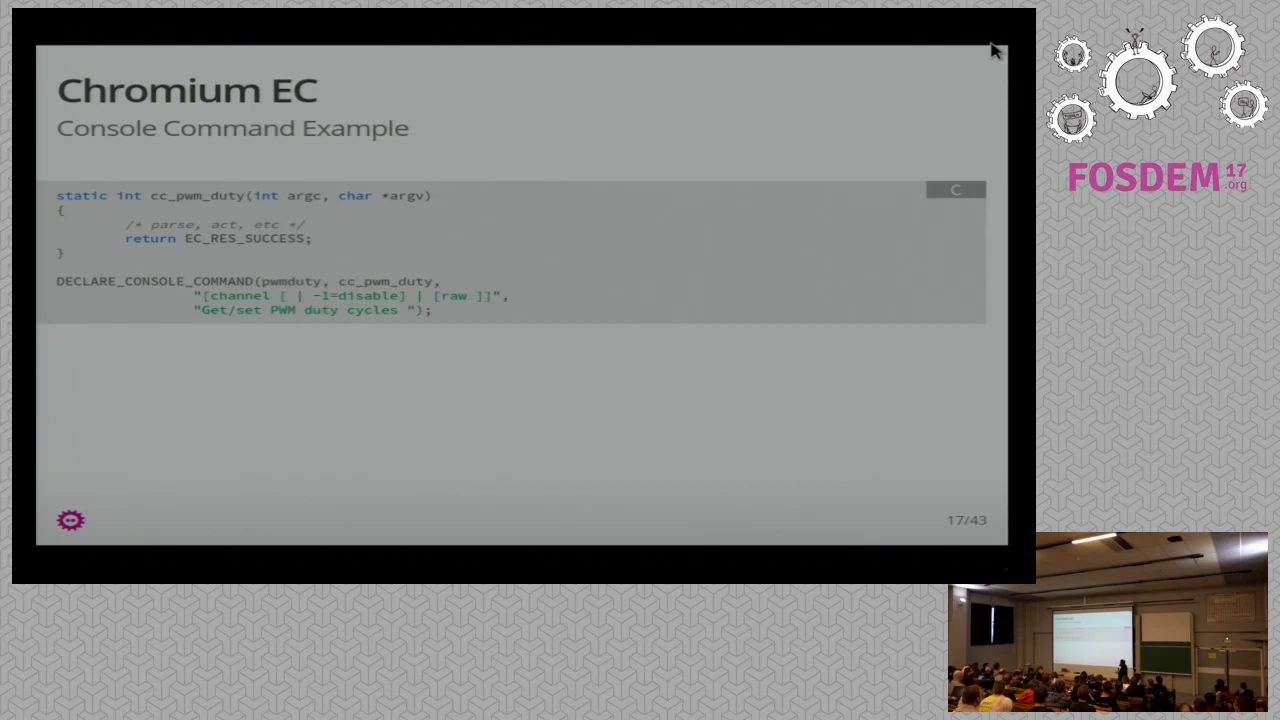 Chromium EC
Console Command Example
C
static int cc_pwm_duty(int argc, char *argv)
{
/* parse, act, etc */
return EC_RES_SUCCESS;
}
DECLARE_CONSOLE_COMMAND(pwmduty, cc_pwm_duty,
"[channel [ | -1=disable] | [raw ]]",
"Get/set PWM duty cycles ");
17/43
FOSDEM 17
.org